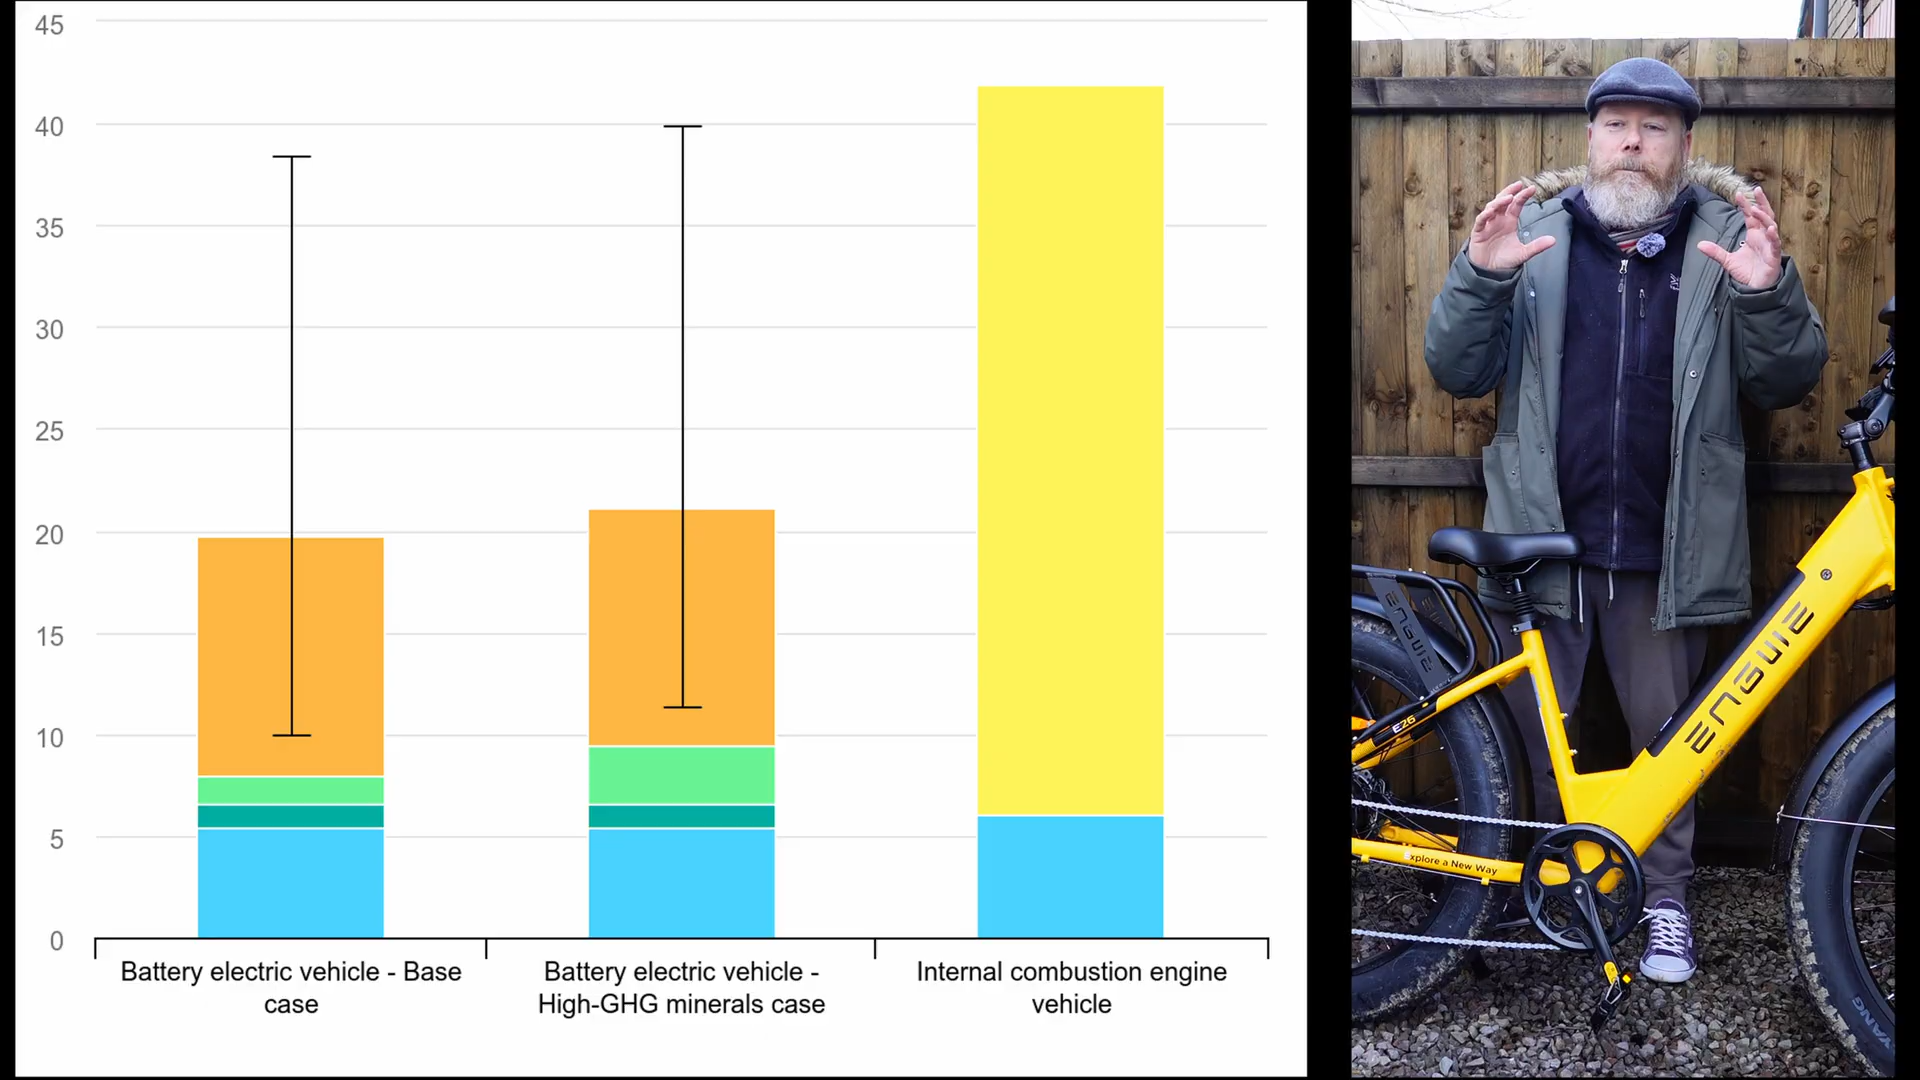 45
40
35
30
25
20
15
10
5
0
Battery electric vehicle - Base
case
Battery electric vehicle -
High-GHG minerals case
Internal combustion engine
vehicle
ENGWE
ENGWE
E26
xplore a New Way